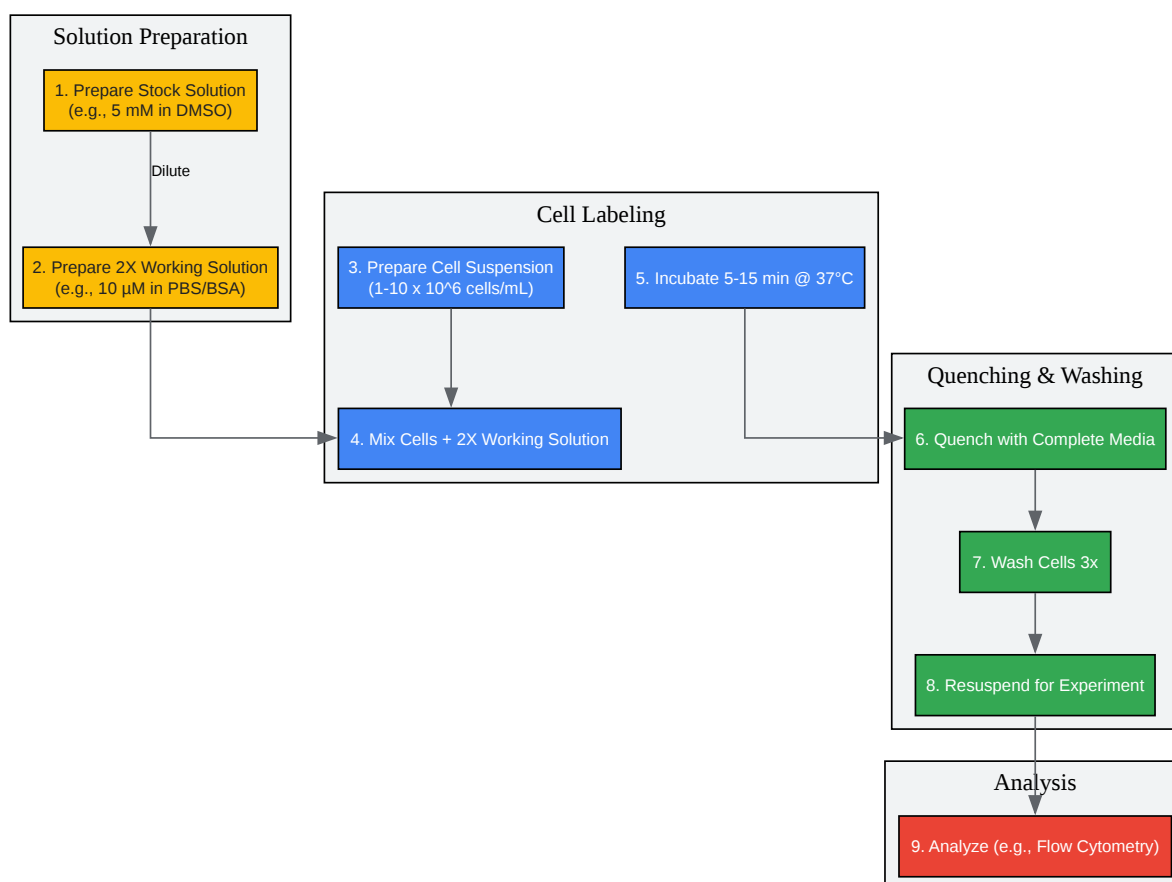 Solution Preparation
1. Prepare Stock Solution
(e.g., 5 mM in DMSO)
Dilute
2. Prepare 2X Working Solution
(e.g., 10 µM in PBS/BSA)
Cell Labeling
3. Prepare Cell Suspension
(1-10 x 10^6 cells/mL)
4. Mix Cells + 2X Working Solution
5. Incubate 5-15 min @ 37°C
Quenching & Washing
6. Quench with Complete Media
7. Wash Cells 3x
8. Resuspend for Experiment
Analysis
9. Analyze (e.g., Flow Cytometry)